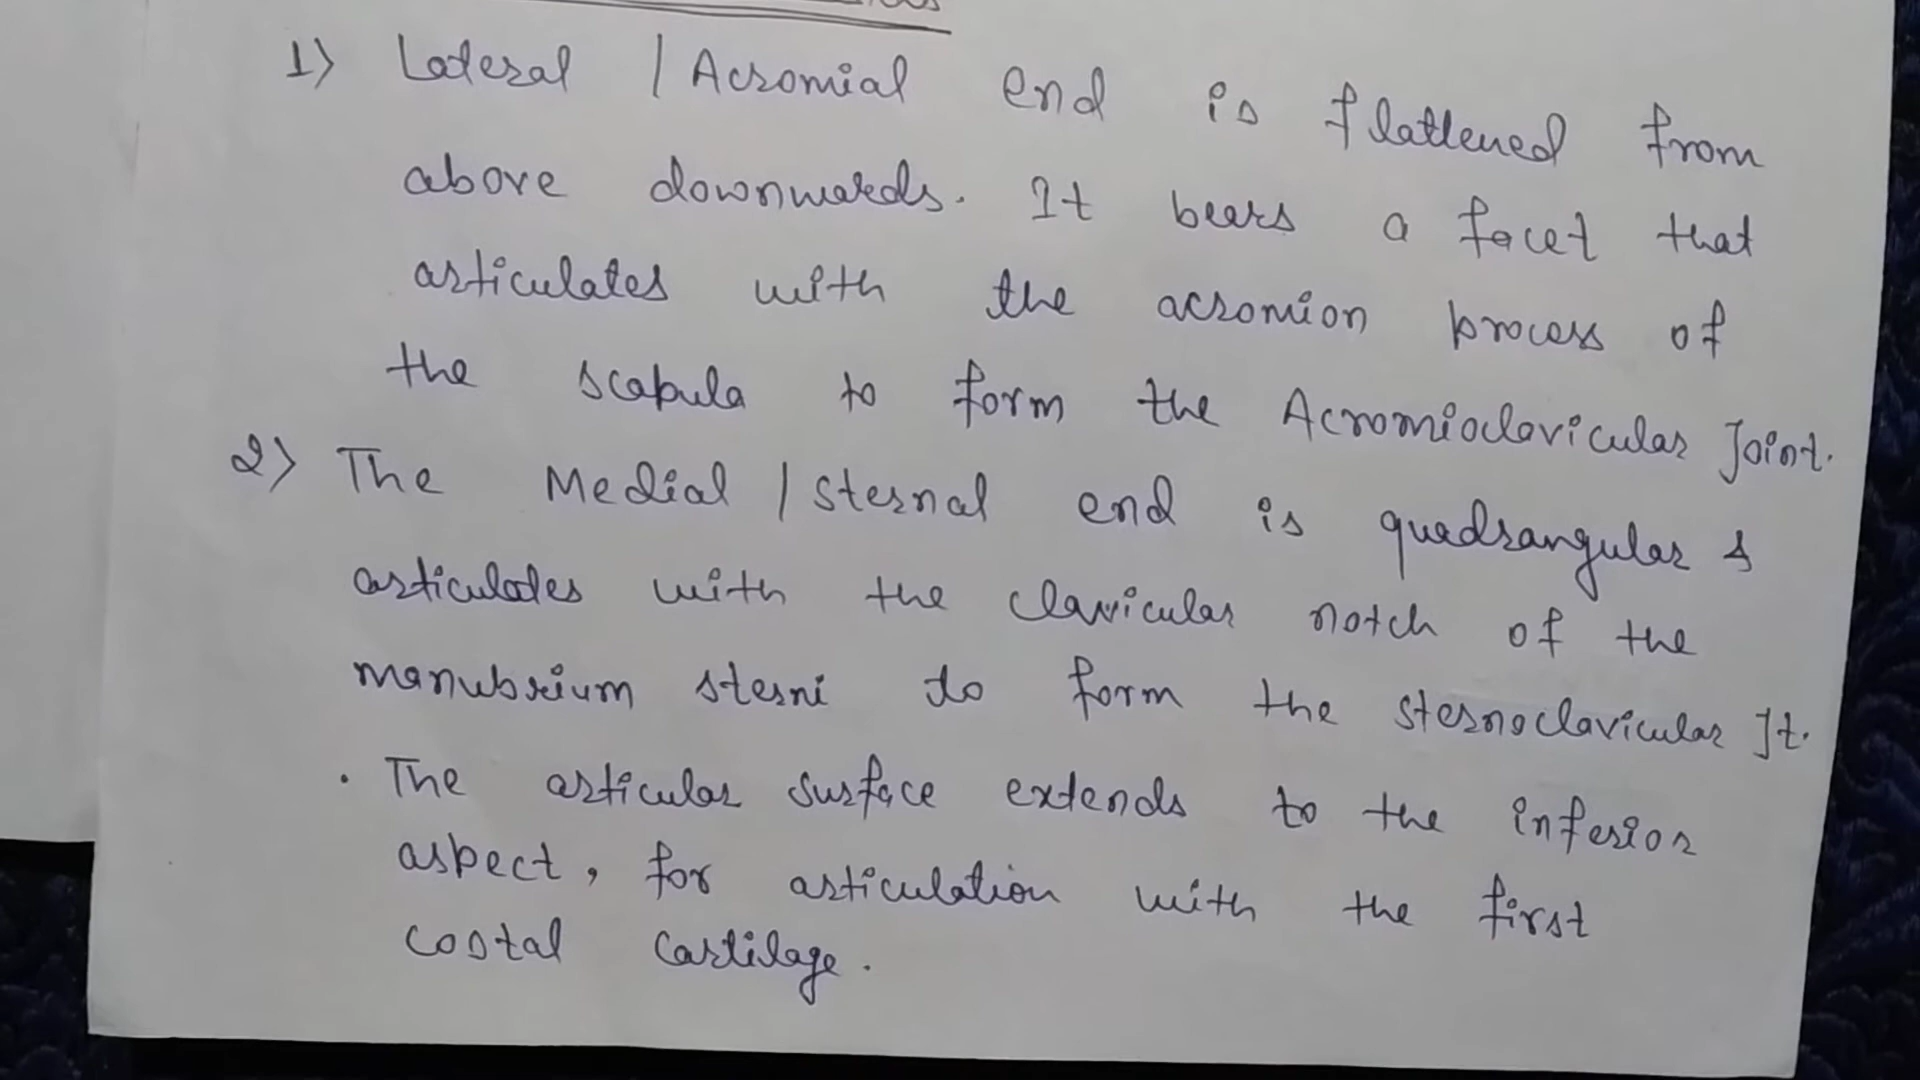 1) Lateral / Acromial end is flattened from
above downwards. It bears a facet that
articulates with the acromion process of
the scapula to form the Acromioclavicular Joint.
2) The Medial / Sternal end is quadrangular &
articulates with the clavicular notch of the
manubrium sterni to form the sternoclavicular Jt.
· The articular surface extends to the inferior
aspect, for articulation with the first
costal cartilage.